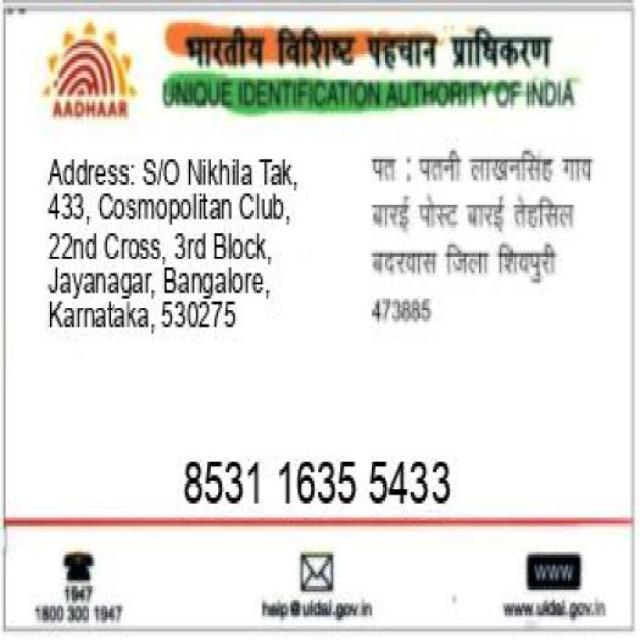 भारतीय विशिष्ट पहचान प्राधिकरण
AADHAAR
UNIQUE IDENTIFICATION AUTHORITY OF INDIA
Address: S/O Nikhila Tak,
433, Cosmopolitan Club,
22nd Cross, 3rd Block,
Jayanagar, Bangalore,
Karnataka, 530275
पत : पतनी लाखनसिंह गाव
बारई पोस्ट बारई तेहसिल
बदरवास जिला शिवपुरी
473885
8531 1635 5433
1947
1800 300 1947
help@uidai.gov.in
WWW
www.uidai.gov.in